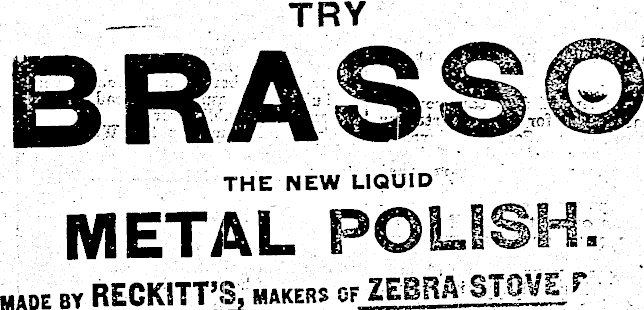 TRY
BRASSO
THE NEW LIQUID
METAL POLISH.
MADE BY RECKITT'S, MAKERS OF ZEBRA STOVE